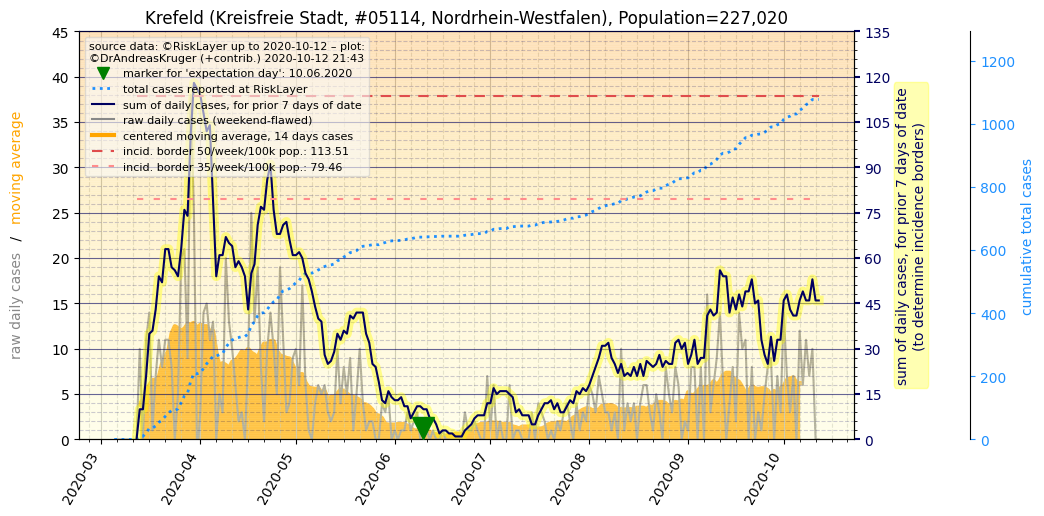 Krefeld (Kreisfreie Stadt, #05114, Nordrhein-Westfalen), Population=227,020
source data: ©RiskLayer up to 2020-10-12 – plot:
©DrAndreasKruger (+contrib.) 2020-10-12 21:43
marker for 'expectation day': 10.06.2020
total cases reported at RiskLayer
sum of daily cases, for prior 7 days of date
raw daily cases (weekend-flawed)
centered moving average, 14 days cases
incid. border 50/week/100k pop.: 113.51
incid. border 35/week/100k pop.: 79.46
raw daily cases / moving average
45
40
35
30
25
20
15
10
5
0
135
120
105
90
75
60
45
30
15
0
sum of daily cases, for prior 7 days of date
(to determine incidence borders)
1200
1000
800
600
400
200
0
cumulative total cases
2020-03
2020-04
2020-05
2020-06
2020-07
2020-08
2020-09
2020-10